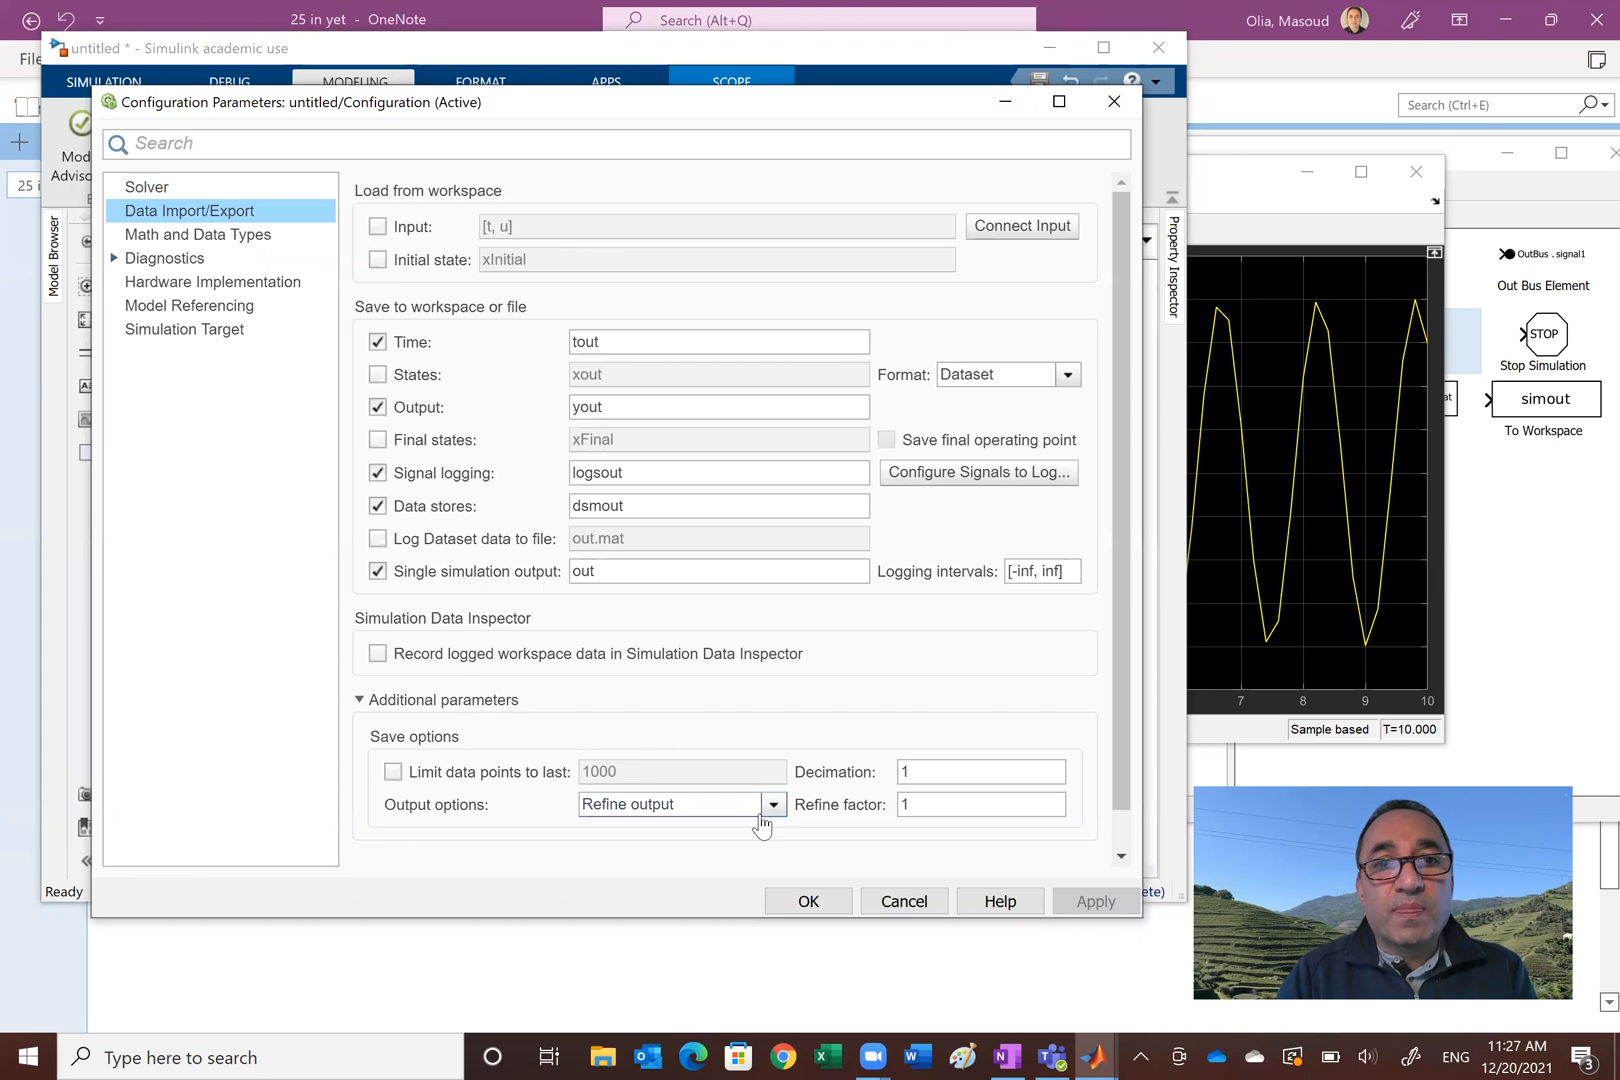 25 in yet - OneNote
Search (Alt+Q)
Olia, Masoud
File
untitled * - Simulink academic use
SIMULATION
DEBUG
MODELING
FORMAT
APPS
SCOPE
Configuration Parameters: untitled/Configuration (Active)
Search (Ctrl+E)
Search
Mod
Adviso
25 i
Model Browser
Solver
Data Import/Export
Math and Data Types
Diagnostics
Hardware Implementation
Model Referencing
Simulation Target
Load from workspace
Input:
[t, u]
Connect Input
Initial state:
xInitial
Save to workspace or file
Time:
tout
States:
xout
Format:
Dataset
Output:
yout
Final states:
xFinal
Save final operating point
Signal logging:
logsout
Configure Signals to Log...
Data stores:
dsmout
Log Dataset data to file:
out.mat
Single simulation output:
out
Logging intervals:
[-inf, inf]
Simulation Data Inspector
Record logged workspace data in Simulation Data Inspector
Additional parameters
Save options
Limit data points to last:
1000
Decimation:
1
Output options:
Refine output
Refine factor:
1
OK
Cancel
Help
Apply
Property Inspector
OutBus . signal1
Out Bus Element
STOP
Stop Simulation
at
simout
To Workspace
7
8
9
10
Sample based
T=10.000
Ready
ete)
Type here to search
ENG
11:27 AM
12/20/2021
3